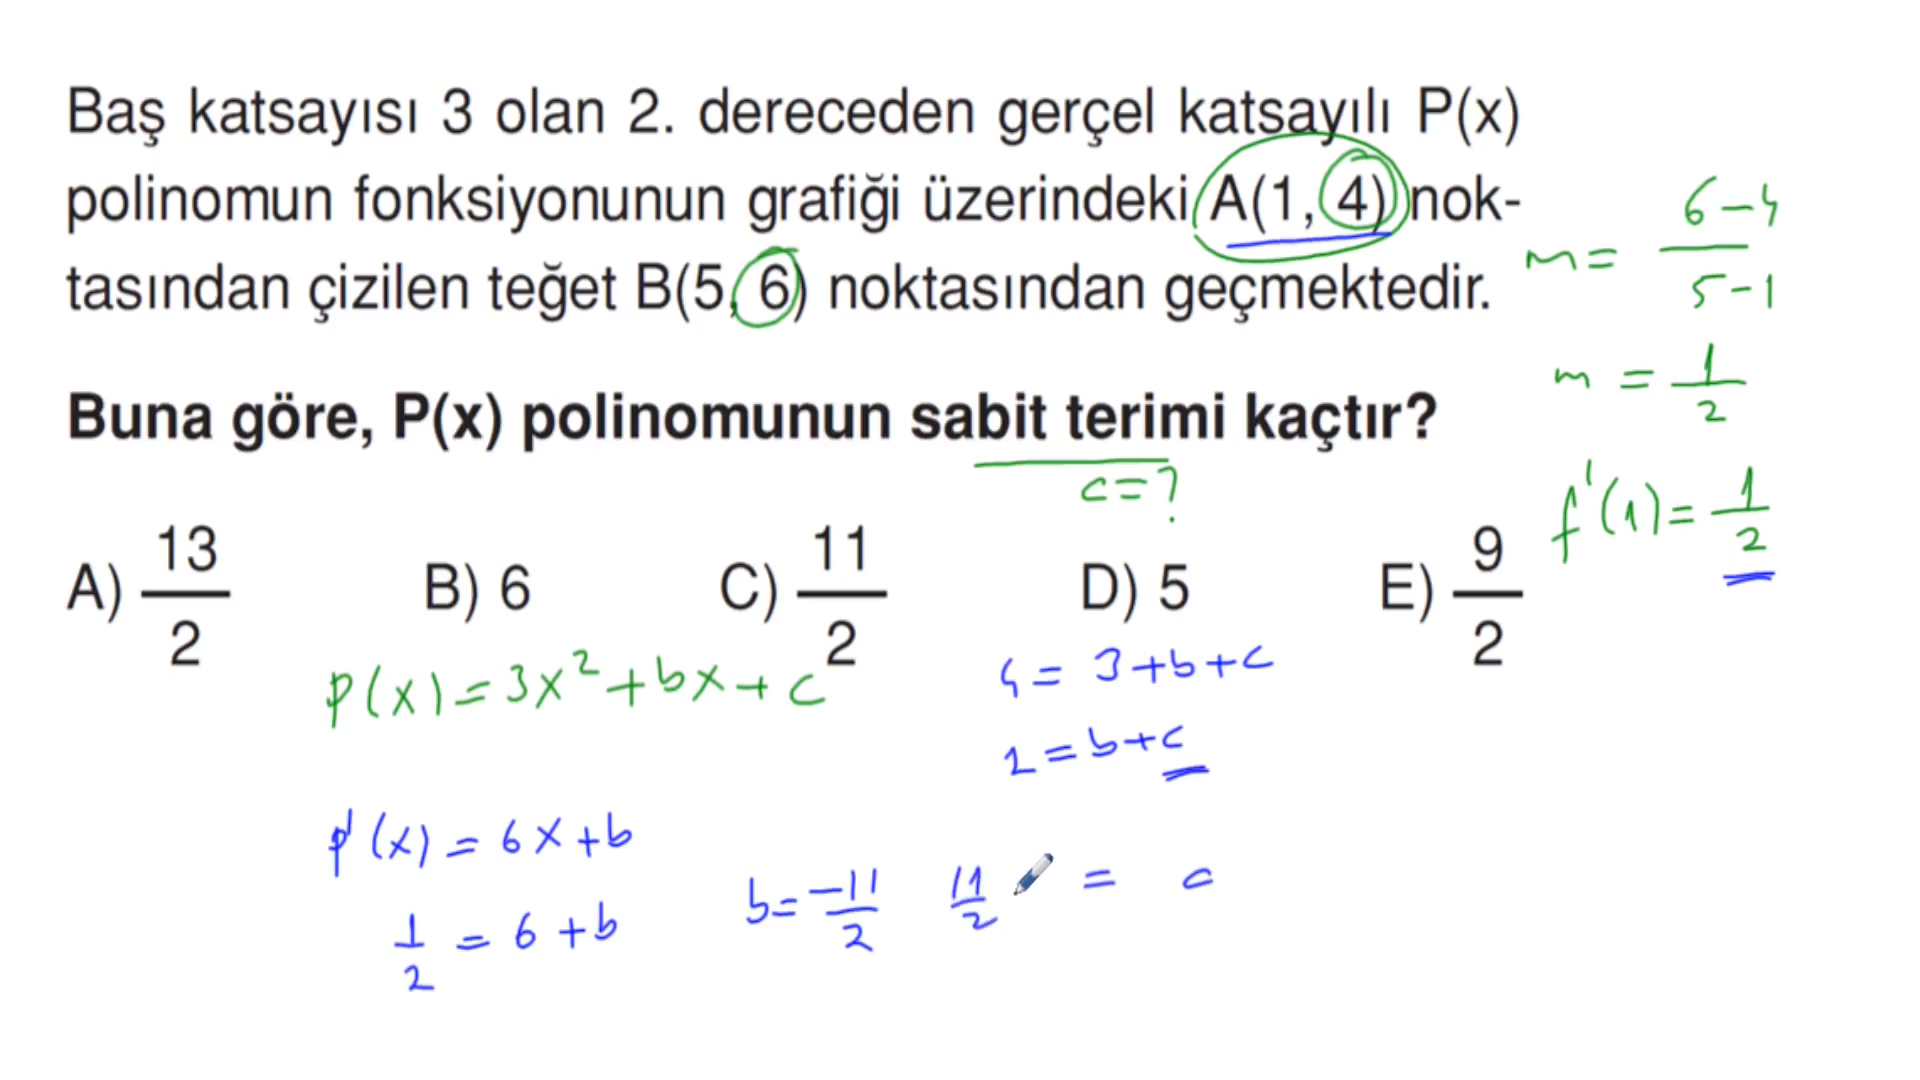 Baş katsayısı 3 olan 2. dereceden gerçel katsayılı P(x)
polinomun fonksiyonunun grafiği üzerindeki A(1, 4) nok-
tasından çizilen teğet B(5, 6) noktasından geçmektedir.
m = 6-4 / 5-1
Buna göre, P(x) polinomunun sabit terimi kaçtır?
m = 1/2
c=?
f'(1) = 1/2
A) 13/2 B) 6 C) 11/2 D) 5 E) 9/2
P(x) = 3x² + bx + c
4 = 3+b+c
1 = b+c
P'(x) = 6x+b
b = -11/2 11/2 = c
1/2 = 6+b